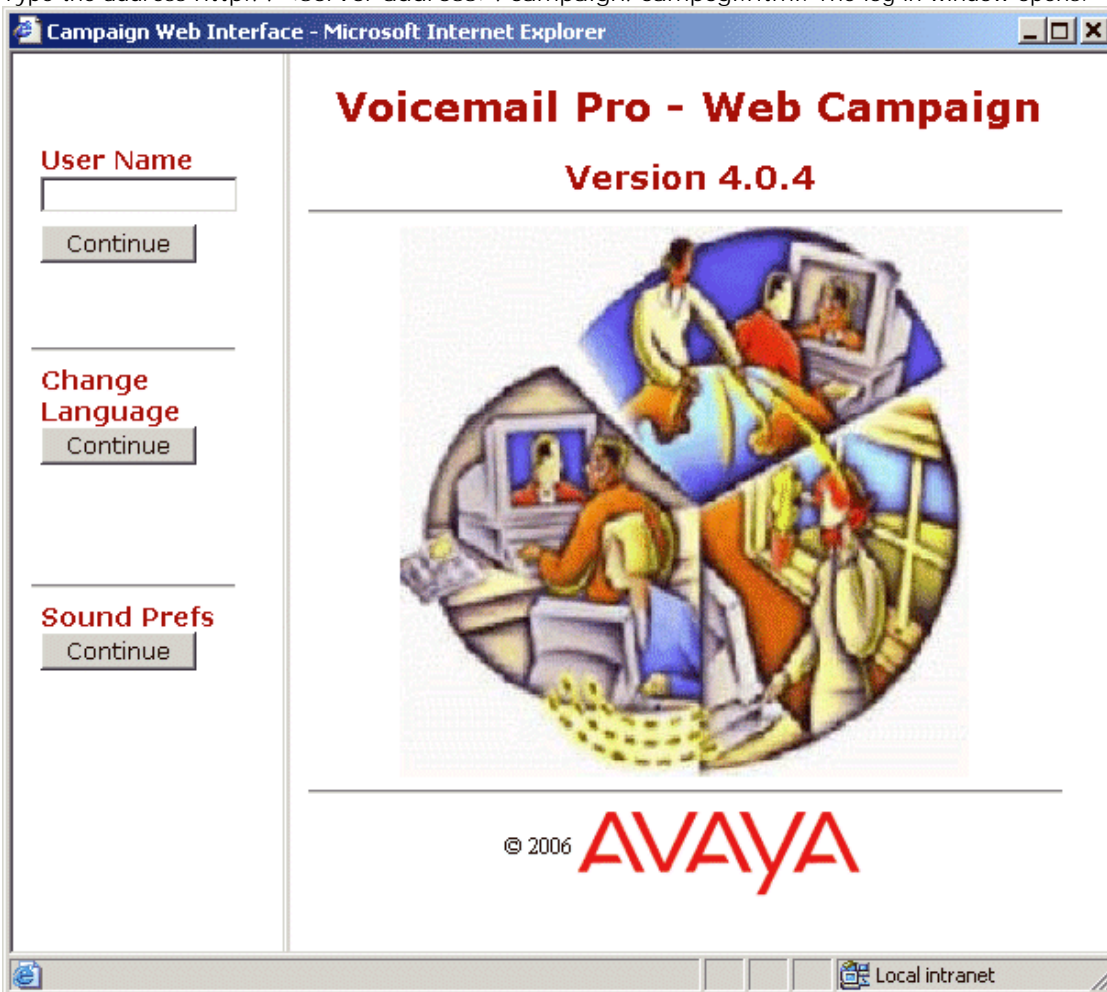 Campaign Web Interface - Microsoft Internet Explorer
Voicemail Pro - Web Campaign
Version 4.0.4
User Name
Continue
Change
Language
Continue
Sound Prefs
Continue
© 2006 AVAYA
Local intranet